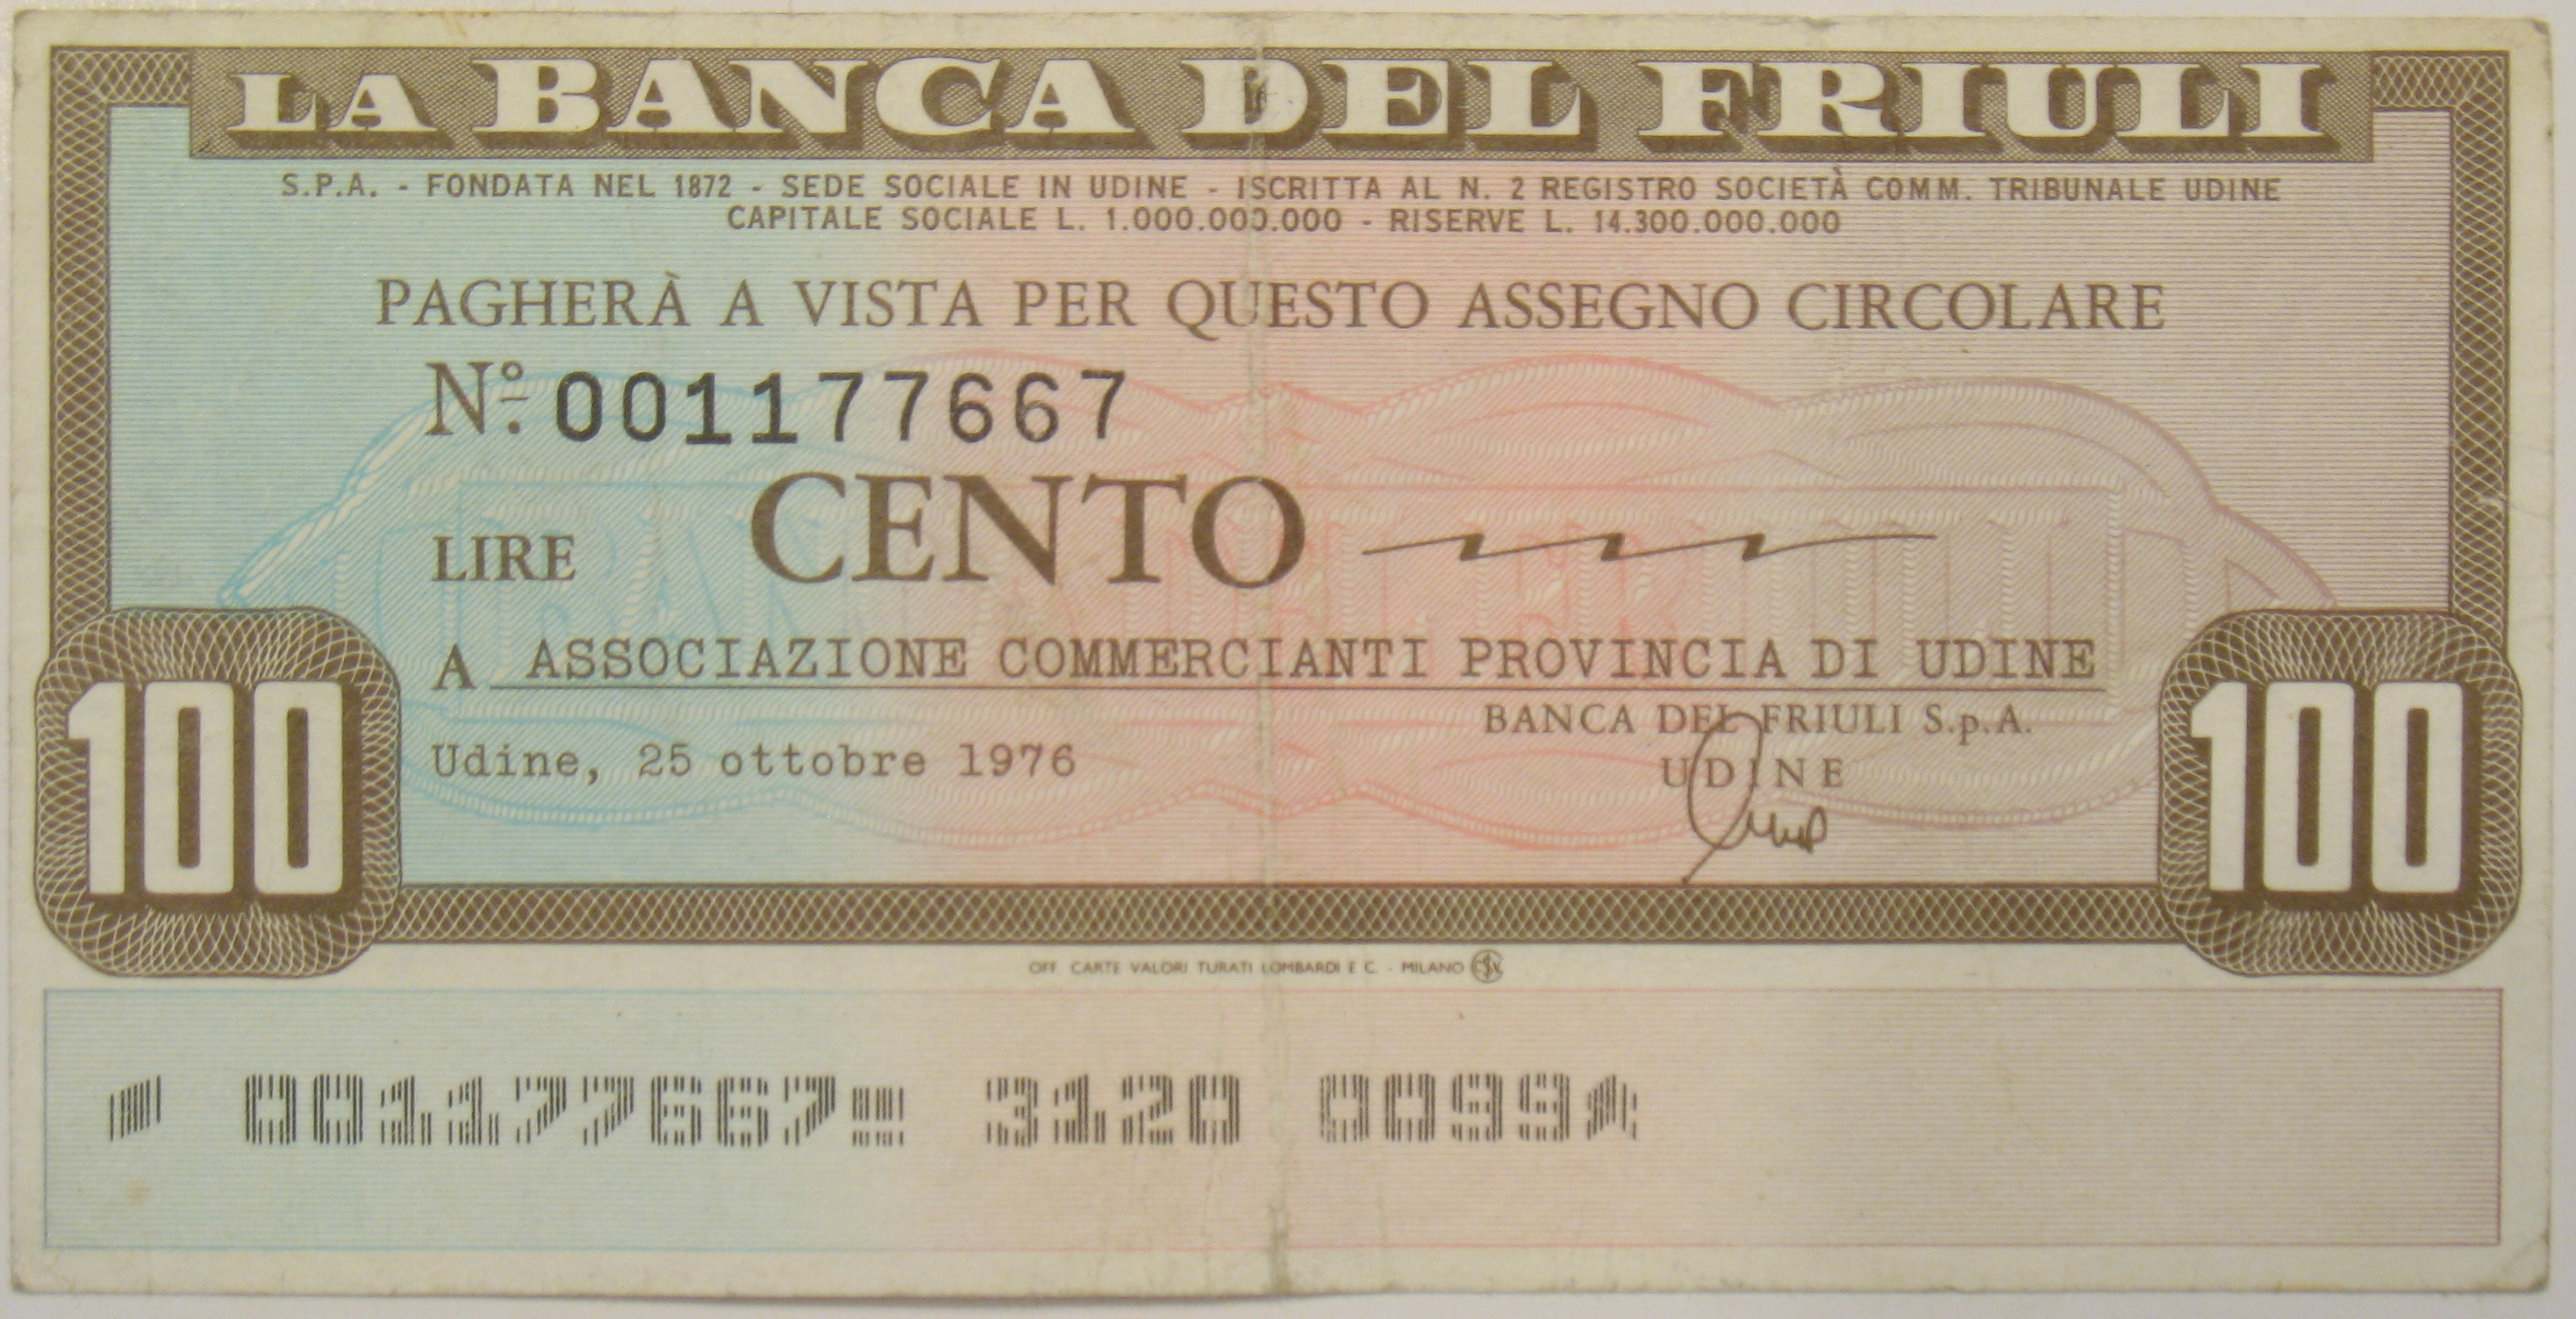 LA BANCA DEL FRIULI
S.P.A. - FONDATA NEL 1872 - SEDE SOCIALE IN UDINE - ISCRITTA AL N. 2 REGISTRO SOCIETÀ COMM. TRIBUNALE UDINE
CAPITALE SOCIALE L. 1.000.000.000 - RISERVE L. 14.300.000.000
PAGHERÀ A VISTA PER QUESTO ASSEGNO CIRCOLARE
Nº. 001177667
LIRE CENTO
A ASSOCIAZIONE COMMERCIANTI PROVINCIA DI UDINE
BANCA DEL FRIULI S.p.A.
Udine, 25 ottobre 1976
UDINE
100
100
OFF. CARTE VALORI TURATI LOMBARDI E C. - MILANO
001177667 3120 0099